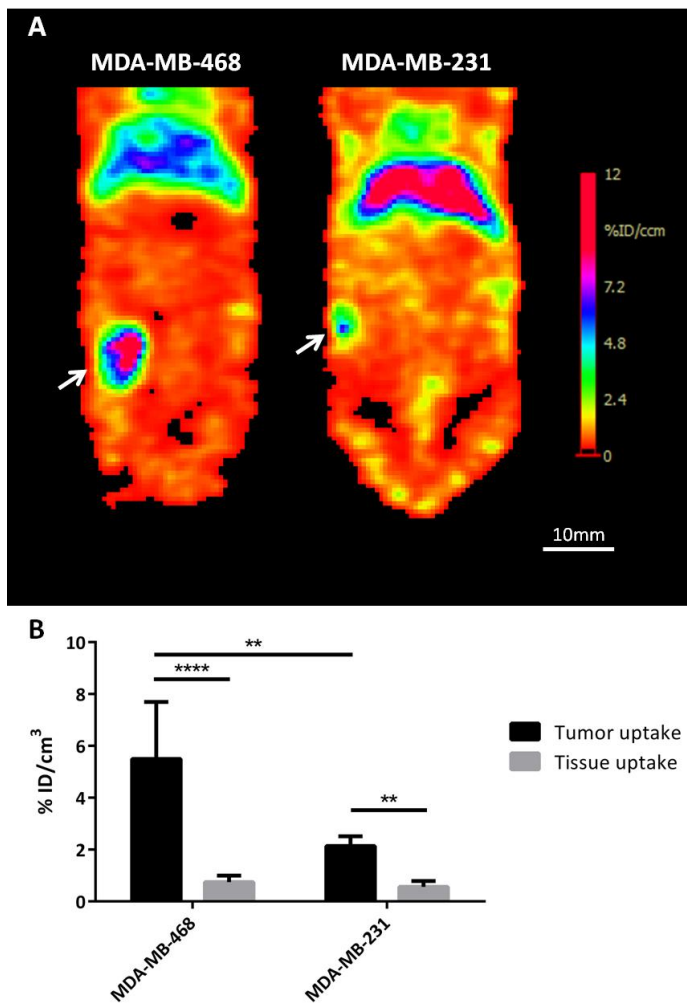 A
MDA-MB-468
MDA-MB-231
12
%ID/ccm
7.2
4.8
2.4
0
10mm
B
10
8
6
4
2
0
% ID/cm³
**
****
**
Tumor uptake
Tissue uptake
MDA-MB-468
MDA-MB-231